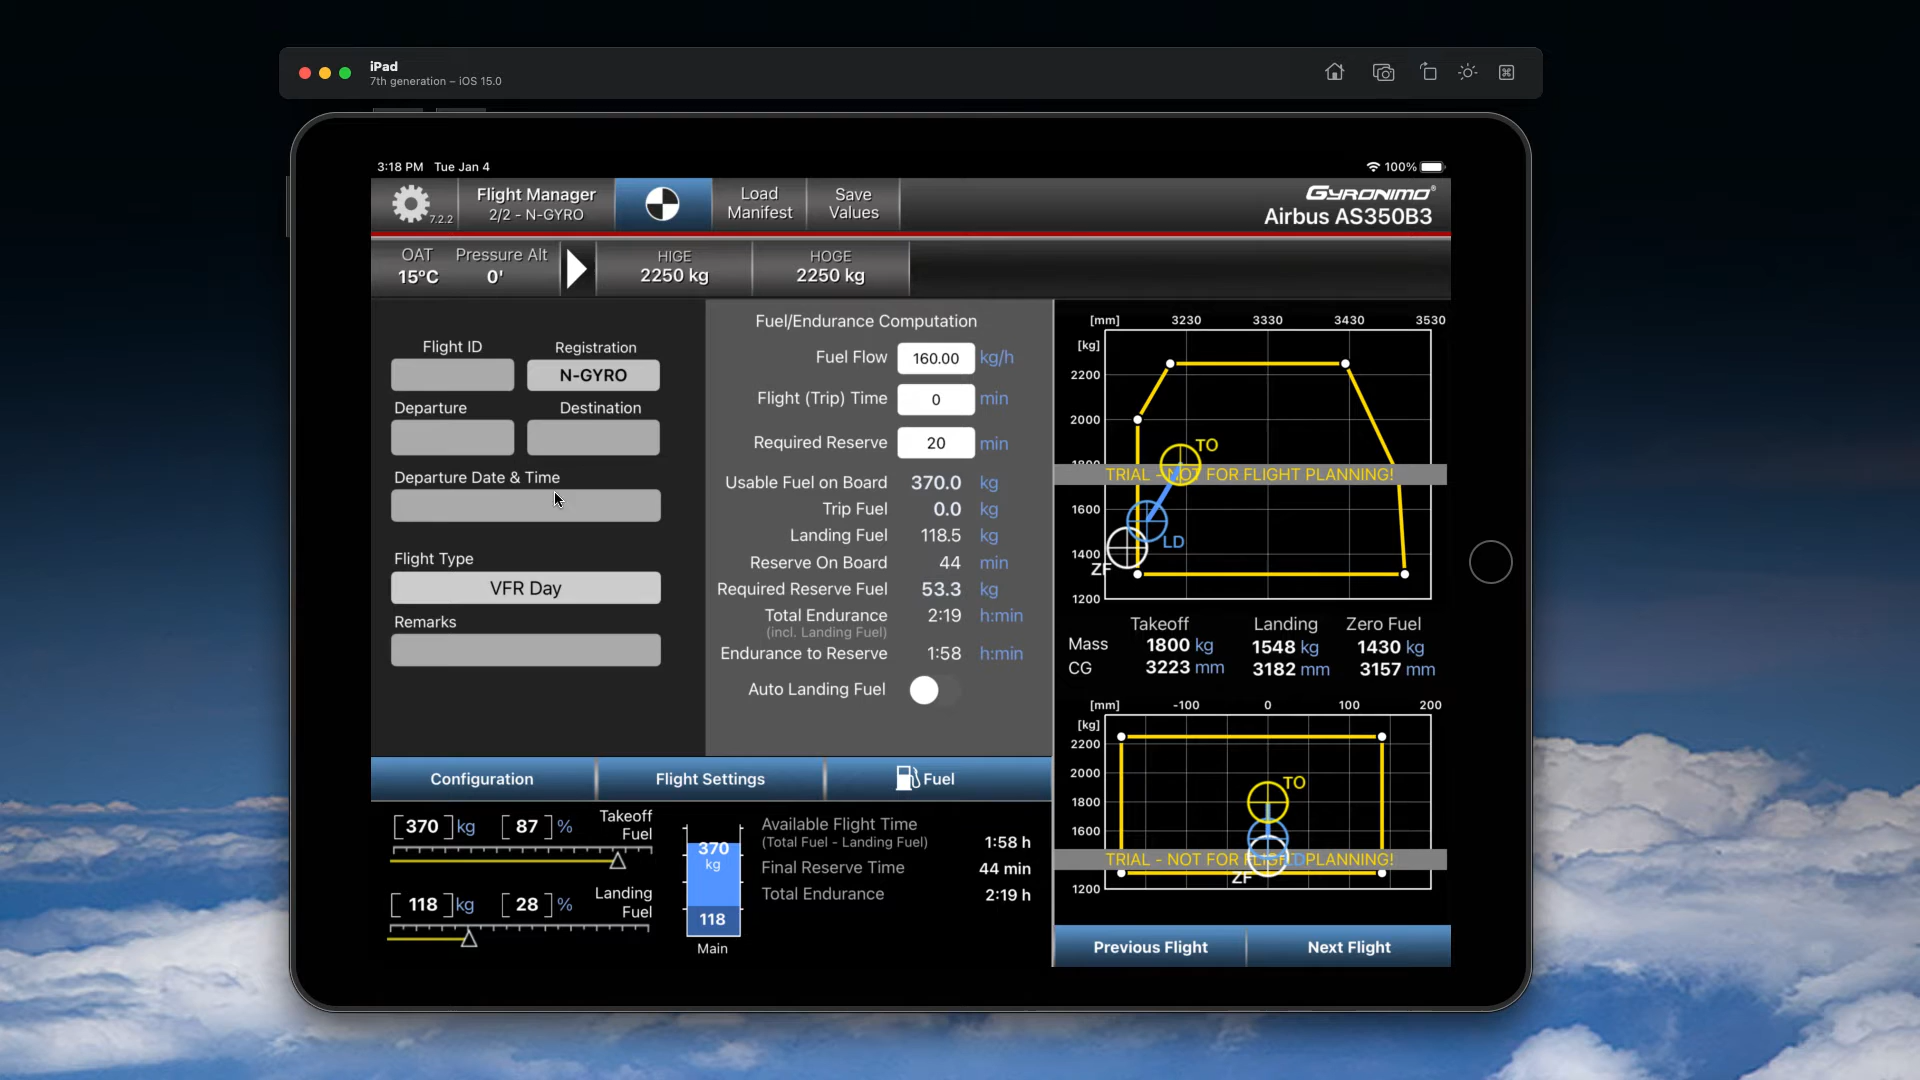 iPad
7th generation – iOS 15.0
3:18 PM Tue Jan 4
100%
7.2.2
Flight Manager
2/2 - N-GYRO
Load
Manifest
Save
Values
GYRONIMO®
Airbus AS350B3
OAT
15ºC
Pressure Alt
0'
HIGE
2250 kg
HOGE
2250 kg
Flight ID
Registration
N-GYRO
Departure
Destination
Departure Date & Time
Flight Type
VFR Day
Remarks
Fuel/Endurance Computation
Fuel Flow 160.00 kg/h
Flight (Trip) Time 0 min
Required Reserve 20 min
Usable Fuel on Board 370.0 kg
Trip Fuel 0.0 kg
Landing Fuel 118.5 kg
Reserve On Board 44 min
Required Reserve Fuel 53.3 kg
Total Endurance 2:19 h:min
(incl. Landing Fuel)
Endurance to Reserve 1:58 h:min
Auto Landing Fuel
[mm] 3230 3330 3430 3530
[kg]
2200
2000
1800
1600
1400
1200
TO
LD
ZF
TRIAL - NOT FOR FLIGHT PLANNING!
Takeoff Landing Zero Fuel
Mass 1800 kg 1548 kg 1430 kg
CG 3223 mm 3182 mm 3157 mm
[mm] -100 0 100 200
[kg]
2200
2000
1800
1600
1200
TO
LD
ZF
TRIAL - NOT FOR FLIGHT PLANNING!
Configuration
Flight Settings
Fuel
[370] kg [87] % Takeoff
Fuel
[118] kg [28] % Landing
Fuel
370
kg
118
Main
Available Flight Time
(Total Fuel - Landing Fuel) 1:58 h
Final Reserve Time 44 min
Total Endurance 2:19 h
Previous Flight
Next Flight